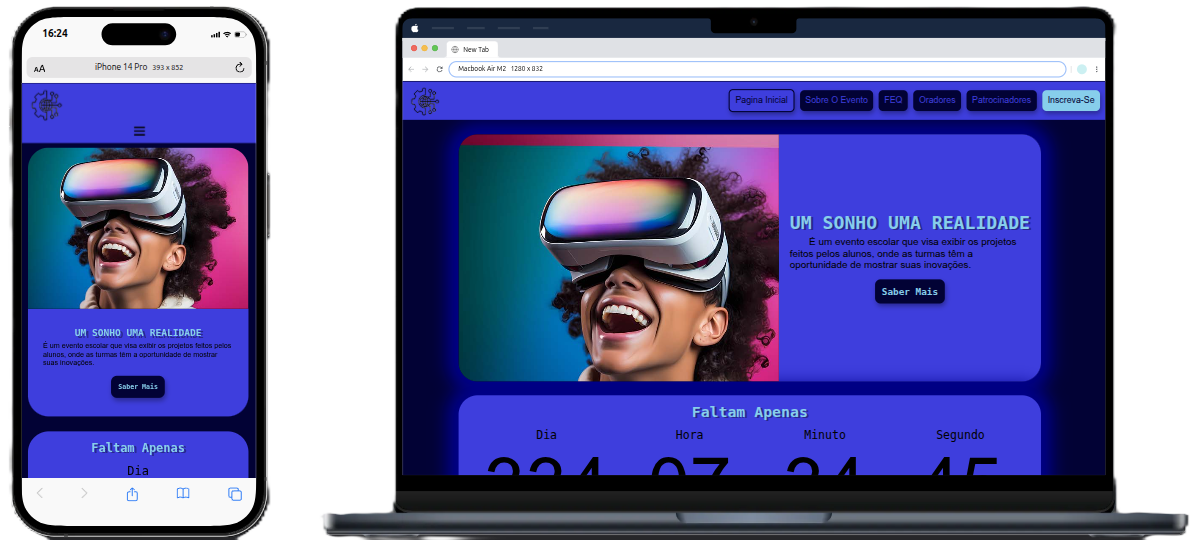 16:24
AA
iPhone 14 Pro 393 x 852
UM SONHO UMA REALIDADE
É um evento escolar que visa exibir os projetos feitos pelos
alunos, onde as turmas têm a oportunidade de mostrar
suas inovações.
Saber Mais
Faltam Apenas
Dia
New Tab
Macbook Air M2 1280 x 832
Pagina Inicial
Sobre O Evento
FEQ
Oradores
Patrocinadores
Inscreva-Se
UM SONHO UMA REALIDADE
É um evento escolar que visa exibir os projetos
feitos pelos alunos, onde as turmas têm a
oportunidade de mostrar suas inovações.
Saber Mais
Faltam Apenas
Dia Hora Minuto Segundo